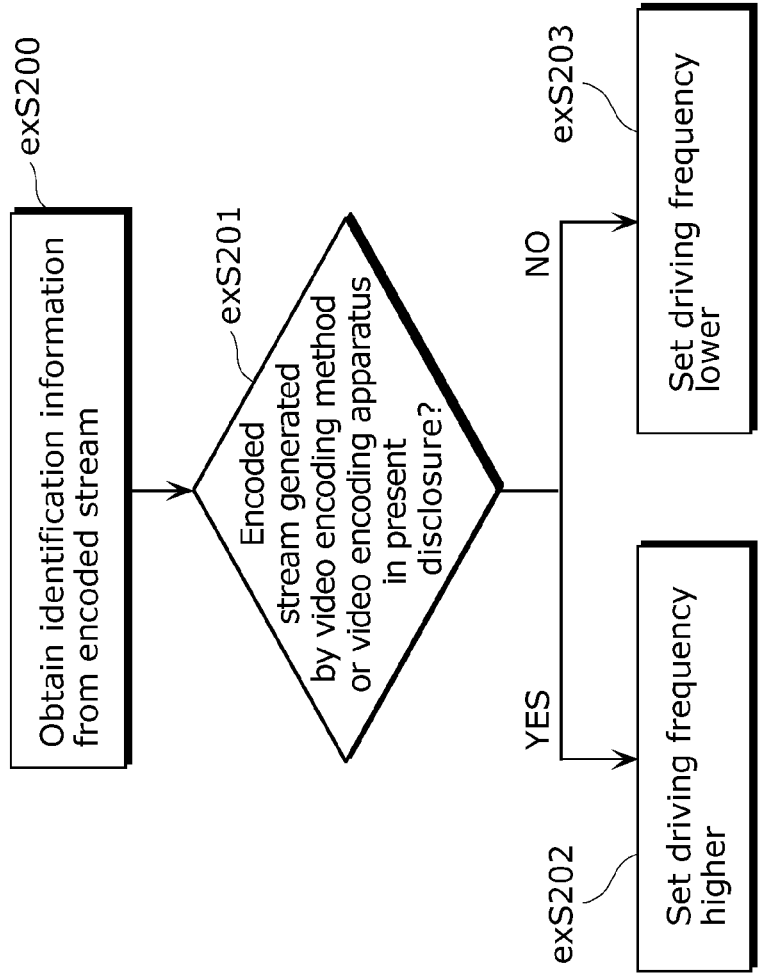 exS200
Obtain identification information
from encoded stream
exS201
Encoded
stream generated
by video encoding method
or video encoding apparatus
in present
disclosure?
YES
NO
exS202
Set driving frequency
higher
exS203
Set driving frequency
lower